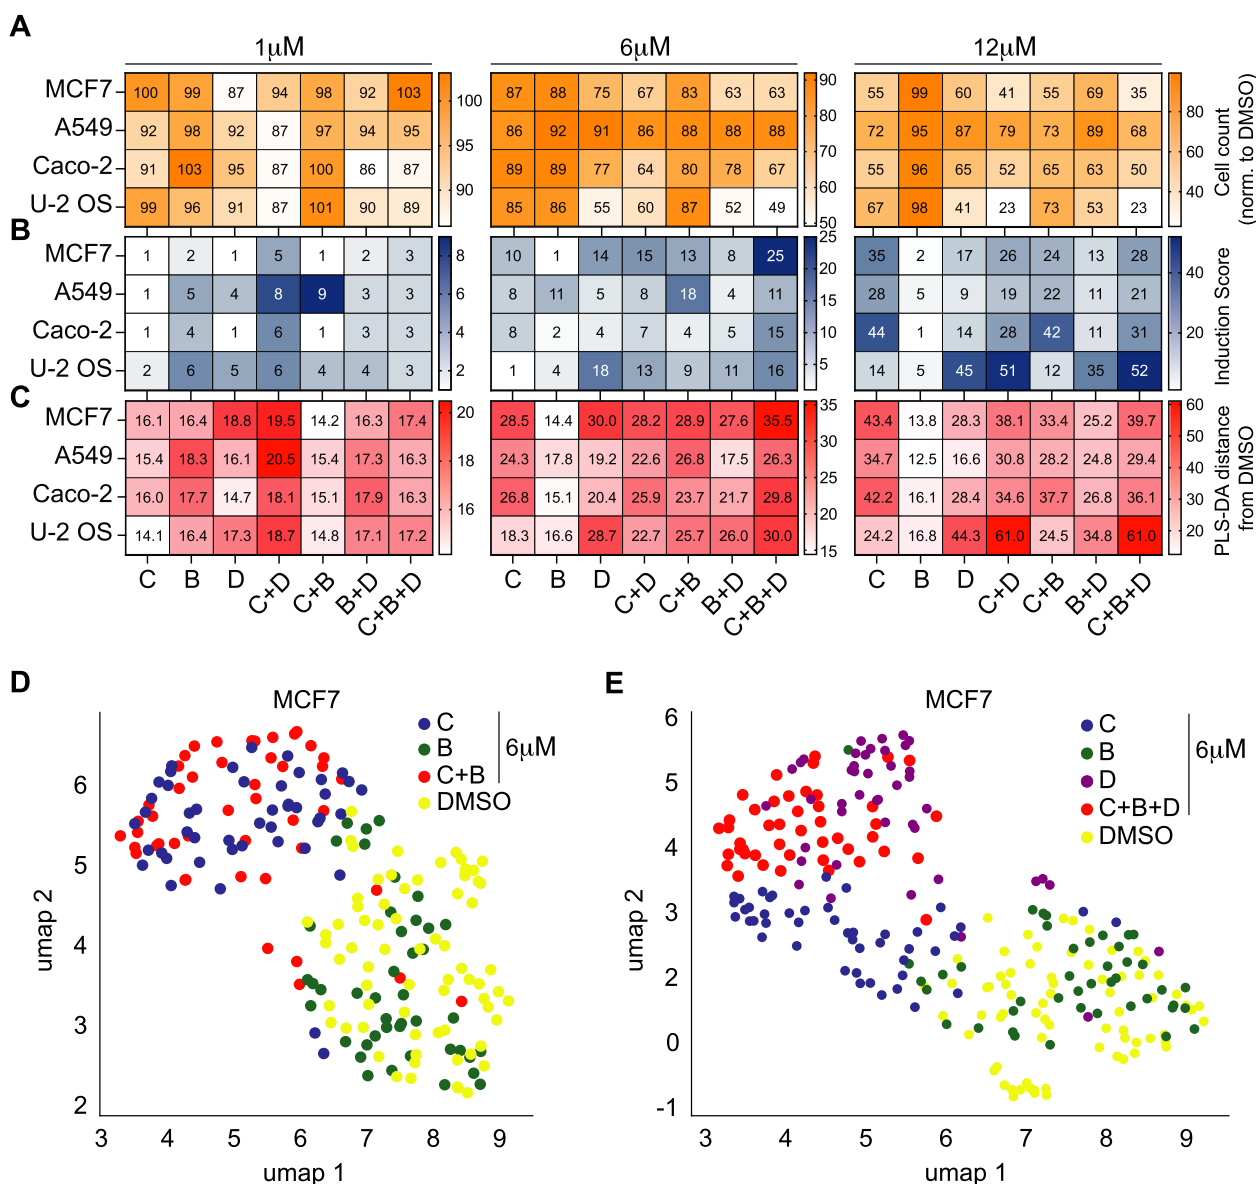 A
1μM 6μM 12μM
MCF7 100 99 87 94 98 92 103 87 88 75 67 83 63 63 55 99 60 41 55 69 35
A549 92 98 92 87 97 94 95 86 92 91 86 88 88 88 72 95 87 79 73 89 68
Caco-2 91 103 95 87 100 86 87 89 89 77 64 80 78 67 55 96 65 52 65 63 50
U-2 OS 99 96 91 87 101 90 89 85 86 55 60 87 52 49 67 98 41 23 73 53 23
100
95
90
90
80
70
60
50
80
60
40
Cell count
(norm. to DMSO)
B
MCF7 1 2 1 5 1 2 3 10 1 14 15 13 8 25 35 2 17 26 24 13 28
A549 1 5 4 8 9 3 3 8 11 5 8 18 4 11 28 5 9 19 22 11 21
Caco-2 1 4 1 6 1 3 3 8 2 4 7 4 5 15 44 1 14 28 42 11 31
U-2 OS 2 6 5 6 4 4 3 1 4 18 13 9 11 16 14 5 45 51 12 35 52
8
6
4
2
25
20
15
10
5
40
20
Induction Score
C
MCF7 16.1 16.4 18.8 19.5 14.2 16.3 17.4 28.5 14.4 30.0 28.2 28.9 27.6 35.5 43.4 13.8 28.3 38.1 33.4 25.2 39.7
A549 15.4 18.3 16.1 20.5 15.4 17.3 16.3 24.3 17.8 19.2 22.6 26.8 17.5 26.3 34.7 12.5 16.6 30.8 28.2 24.8 29.4
Caco-2 16.0 17.7 14.7 18.1 15.1 17.9 16.3 26.8 15.1 20.4 25.9 23.7 21.7 29.8 42.2 16.1 28.4 34.6 37.7 26.8 36.1
U-2 OS 14.1 16.4 17.3 18.7 14.8 17.1 17.2 18.3 16.6 28.7 22.7 25.7 26.0 30.0 24.2 16.8 44.3 61.0 24.5 34.8 61.0
20
18
16
35
30
25
20
15
60
50
40
30
20
PLS-DA distance
from DMSO
C B D C+D C+B B+D C+B+D C B D C+D C+B B+D C+B+D C B D C+D C+B B+D C+B+D
D
MCF7
C
B
C+B
DMSO
6μM
6
5
4
3
2
umap 2
3 4 5 6 7 8 9
umap 1
E
MCF7
C
B
D
C+B+D
DMSO
6μM
6
5
4
3
2
0
-1
umap 2
3 4 5 6 7 8 9
umap 1